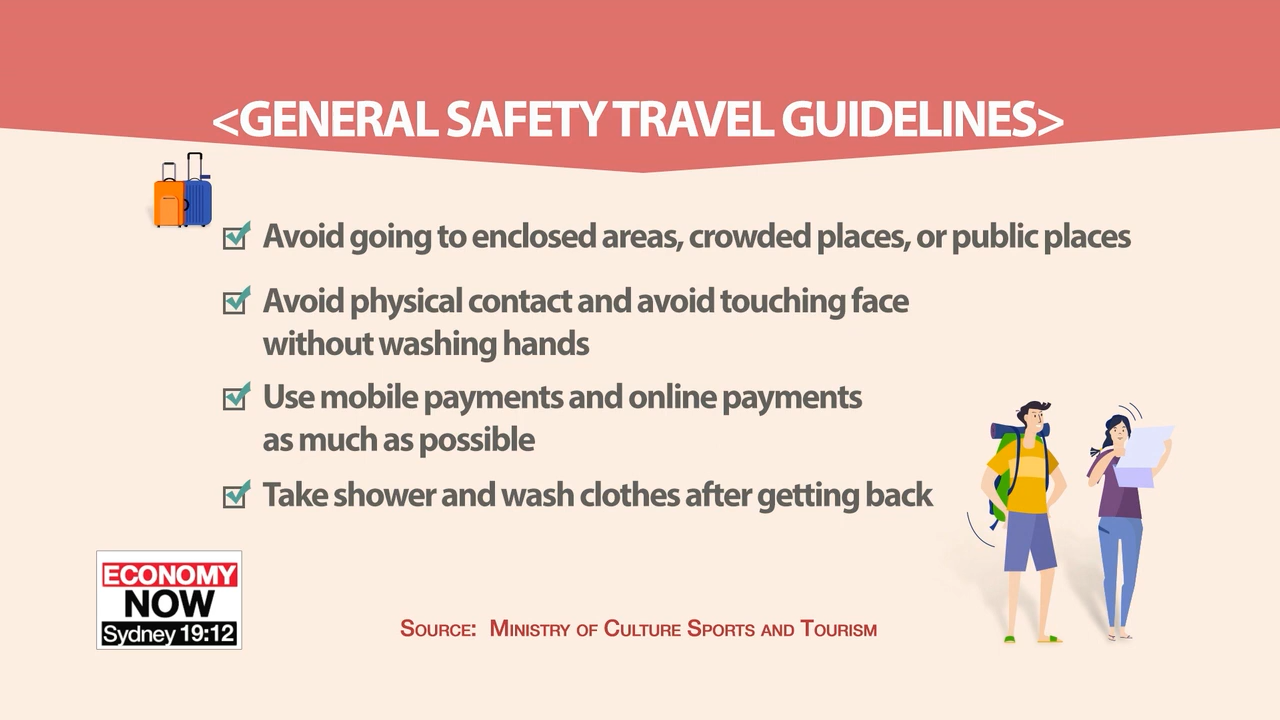 <GENERAL SAFETY TRAVEL GUIDELINES>
Avoid going to enclosed areas, crowded places, or public places
Avoid physical contact and avoid touching face
without washing hands
Use mobile payments and online payments
as much as possible
Take shower and wash clothes after getting back
ECONOMY
NOW
Sydney 19:12
Source: Ministry of Culture Sports and Tourism